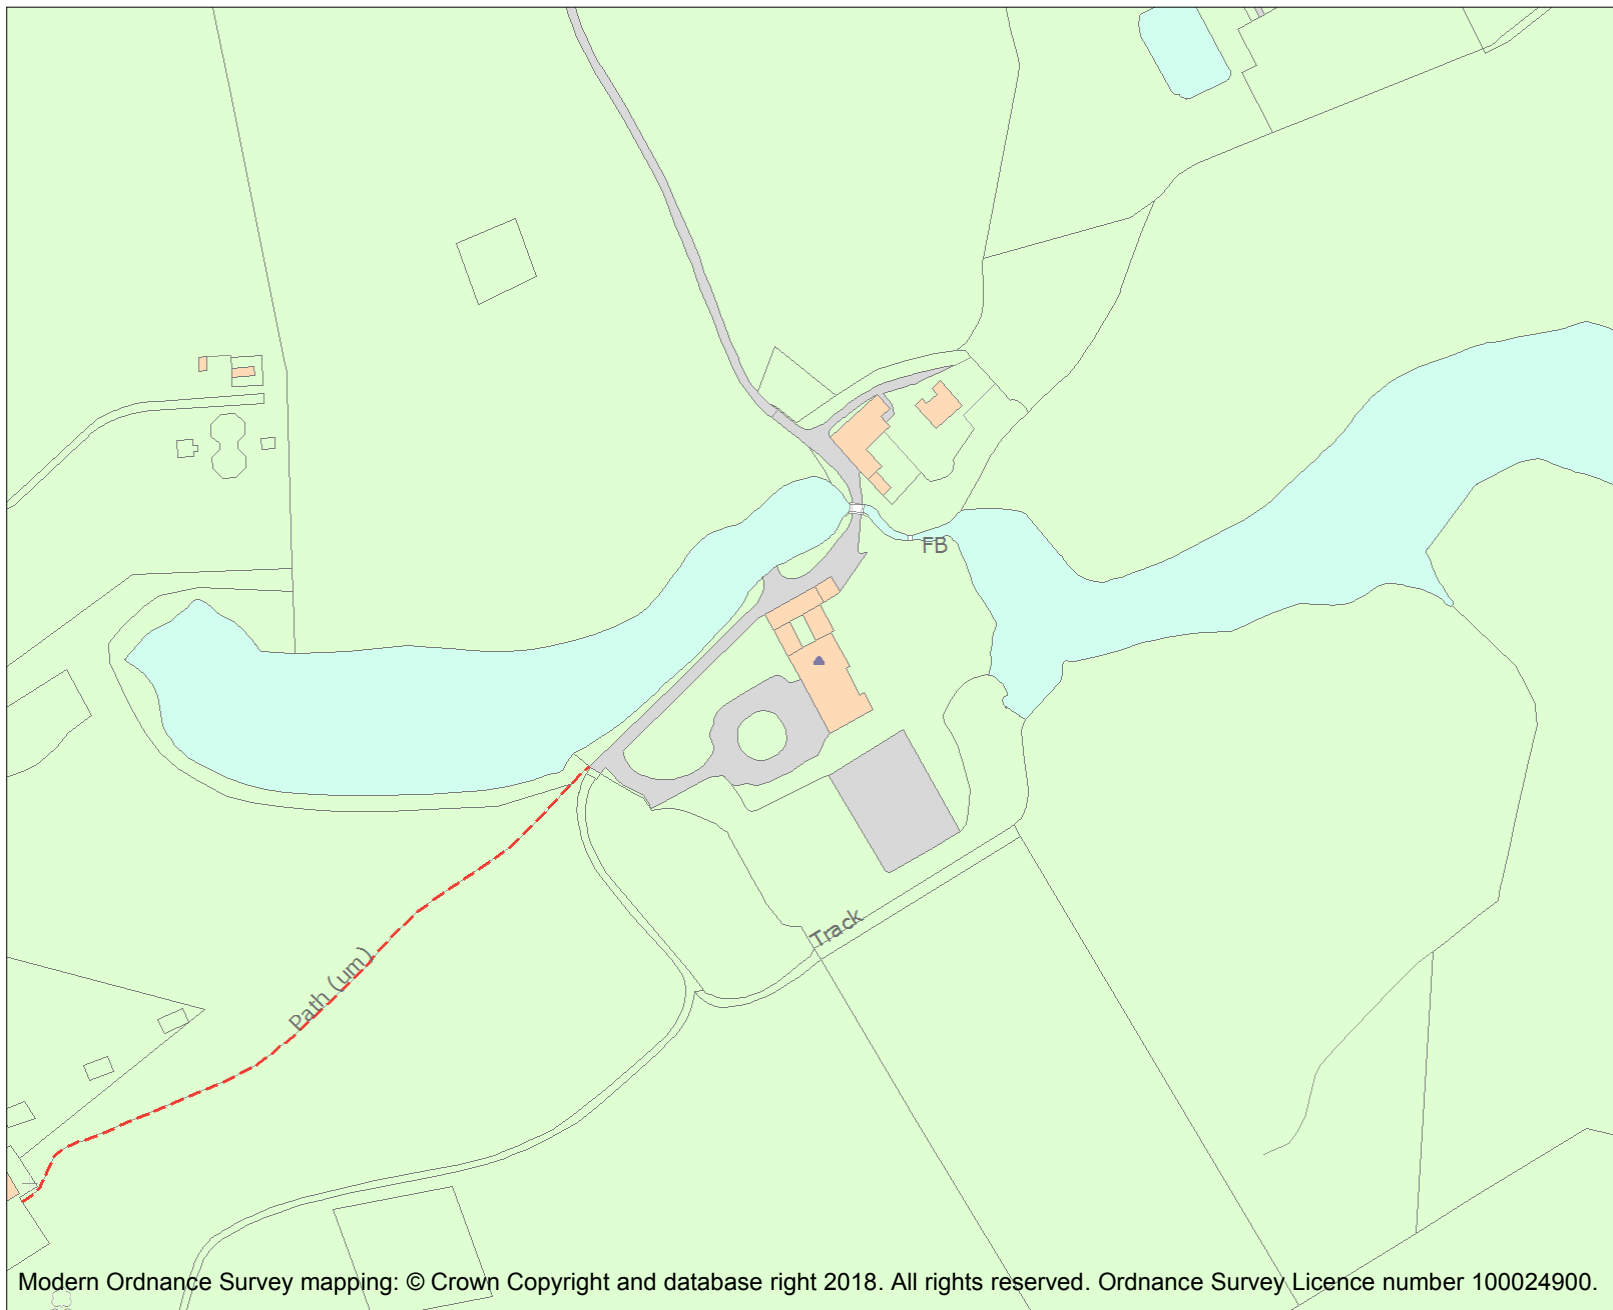 FB
Track
Path (um)
Modern Ordnance Survey mapping: © Crown Copyright and database right 2018. All rights reserved. Ordnance Survey Licence number 100024900.